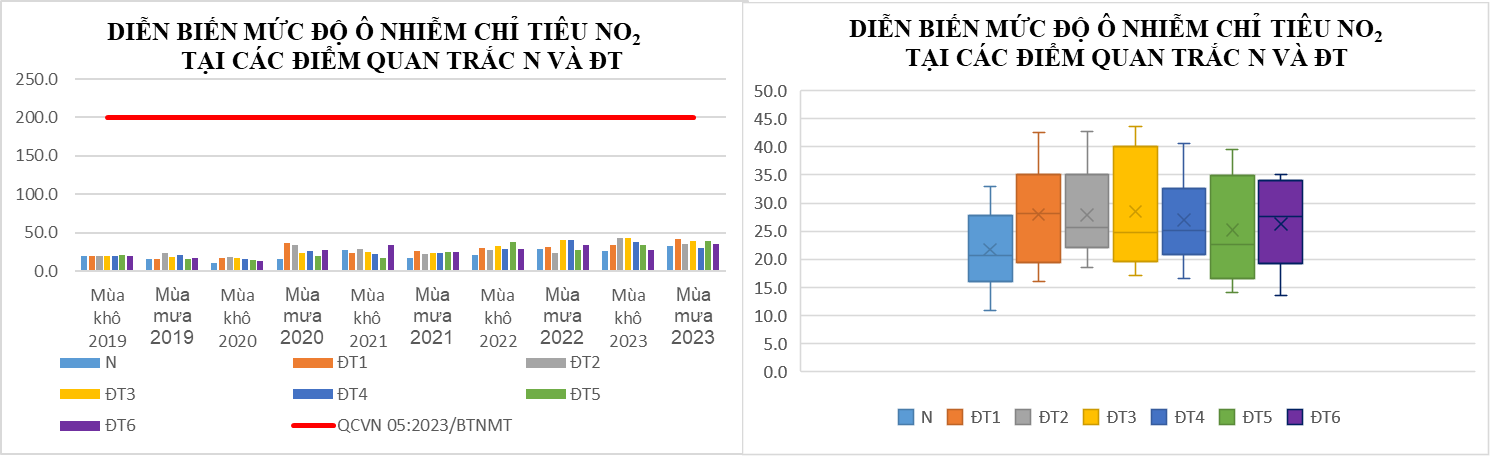 DIỄN BIẾN MỨC ĐỘ Ô NHIỄM CHỈ TIÊU NO₂
TẠI CÁC ĐIỂM QUAN TRẮC N VÀ ĐT
250.0
200.0
150.0
100.0
50.0
0.0
Mùa khô 2019
Mùa mưa 2019
Mùa khô 2020
Mùa mưa 2020
Mùa khô 2021
Mùa mưa 2021
Mùa khô 2022
Mùa mưa 2022
Mùa khô 2023
Mùa mưa 2023
N ĐT1 ĐT2
ĐT3 ĐT4 ĐT5
ĐT6 QCVN 05:2023/BTNMT
DIỄN BIẾN MỨC ĐỘ Ô NHIỄM CHỈ TIÊU NO₂
TẠI CÁC ĐIỂM QUAN TRẮC N VÀ ĐT
50.0
45.0
40.0
35.0
30.0
25.0
20.0
15.0
10.0
5.0
0.0
N ĐT1 ĐT2 ĐT3 ĐT4 ĐT5 ĐT6